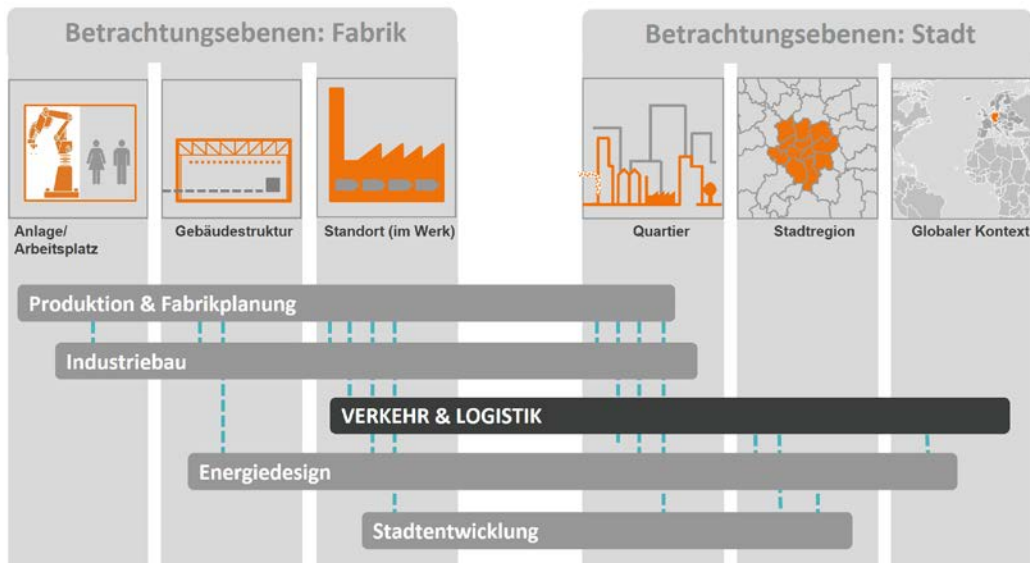 Betrachtungsebenen: Fabrik
Betrachtungsebenen: Stadt
Anlage/
Arbeitsplatz
Gebäudestruktur
Standort (im Werk)
Quartier
Stadtregion
Globaler Kontext
Produktion & Fabrikplanung
Industriebau
VERKEHR & LOGISTIK
Energiedesign
Stadtentwicklung